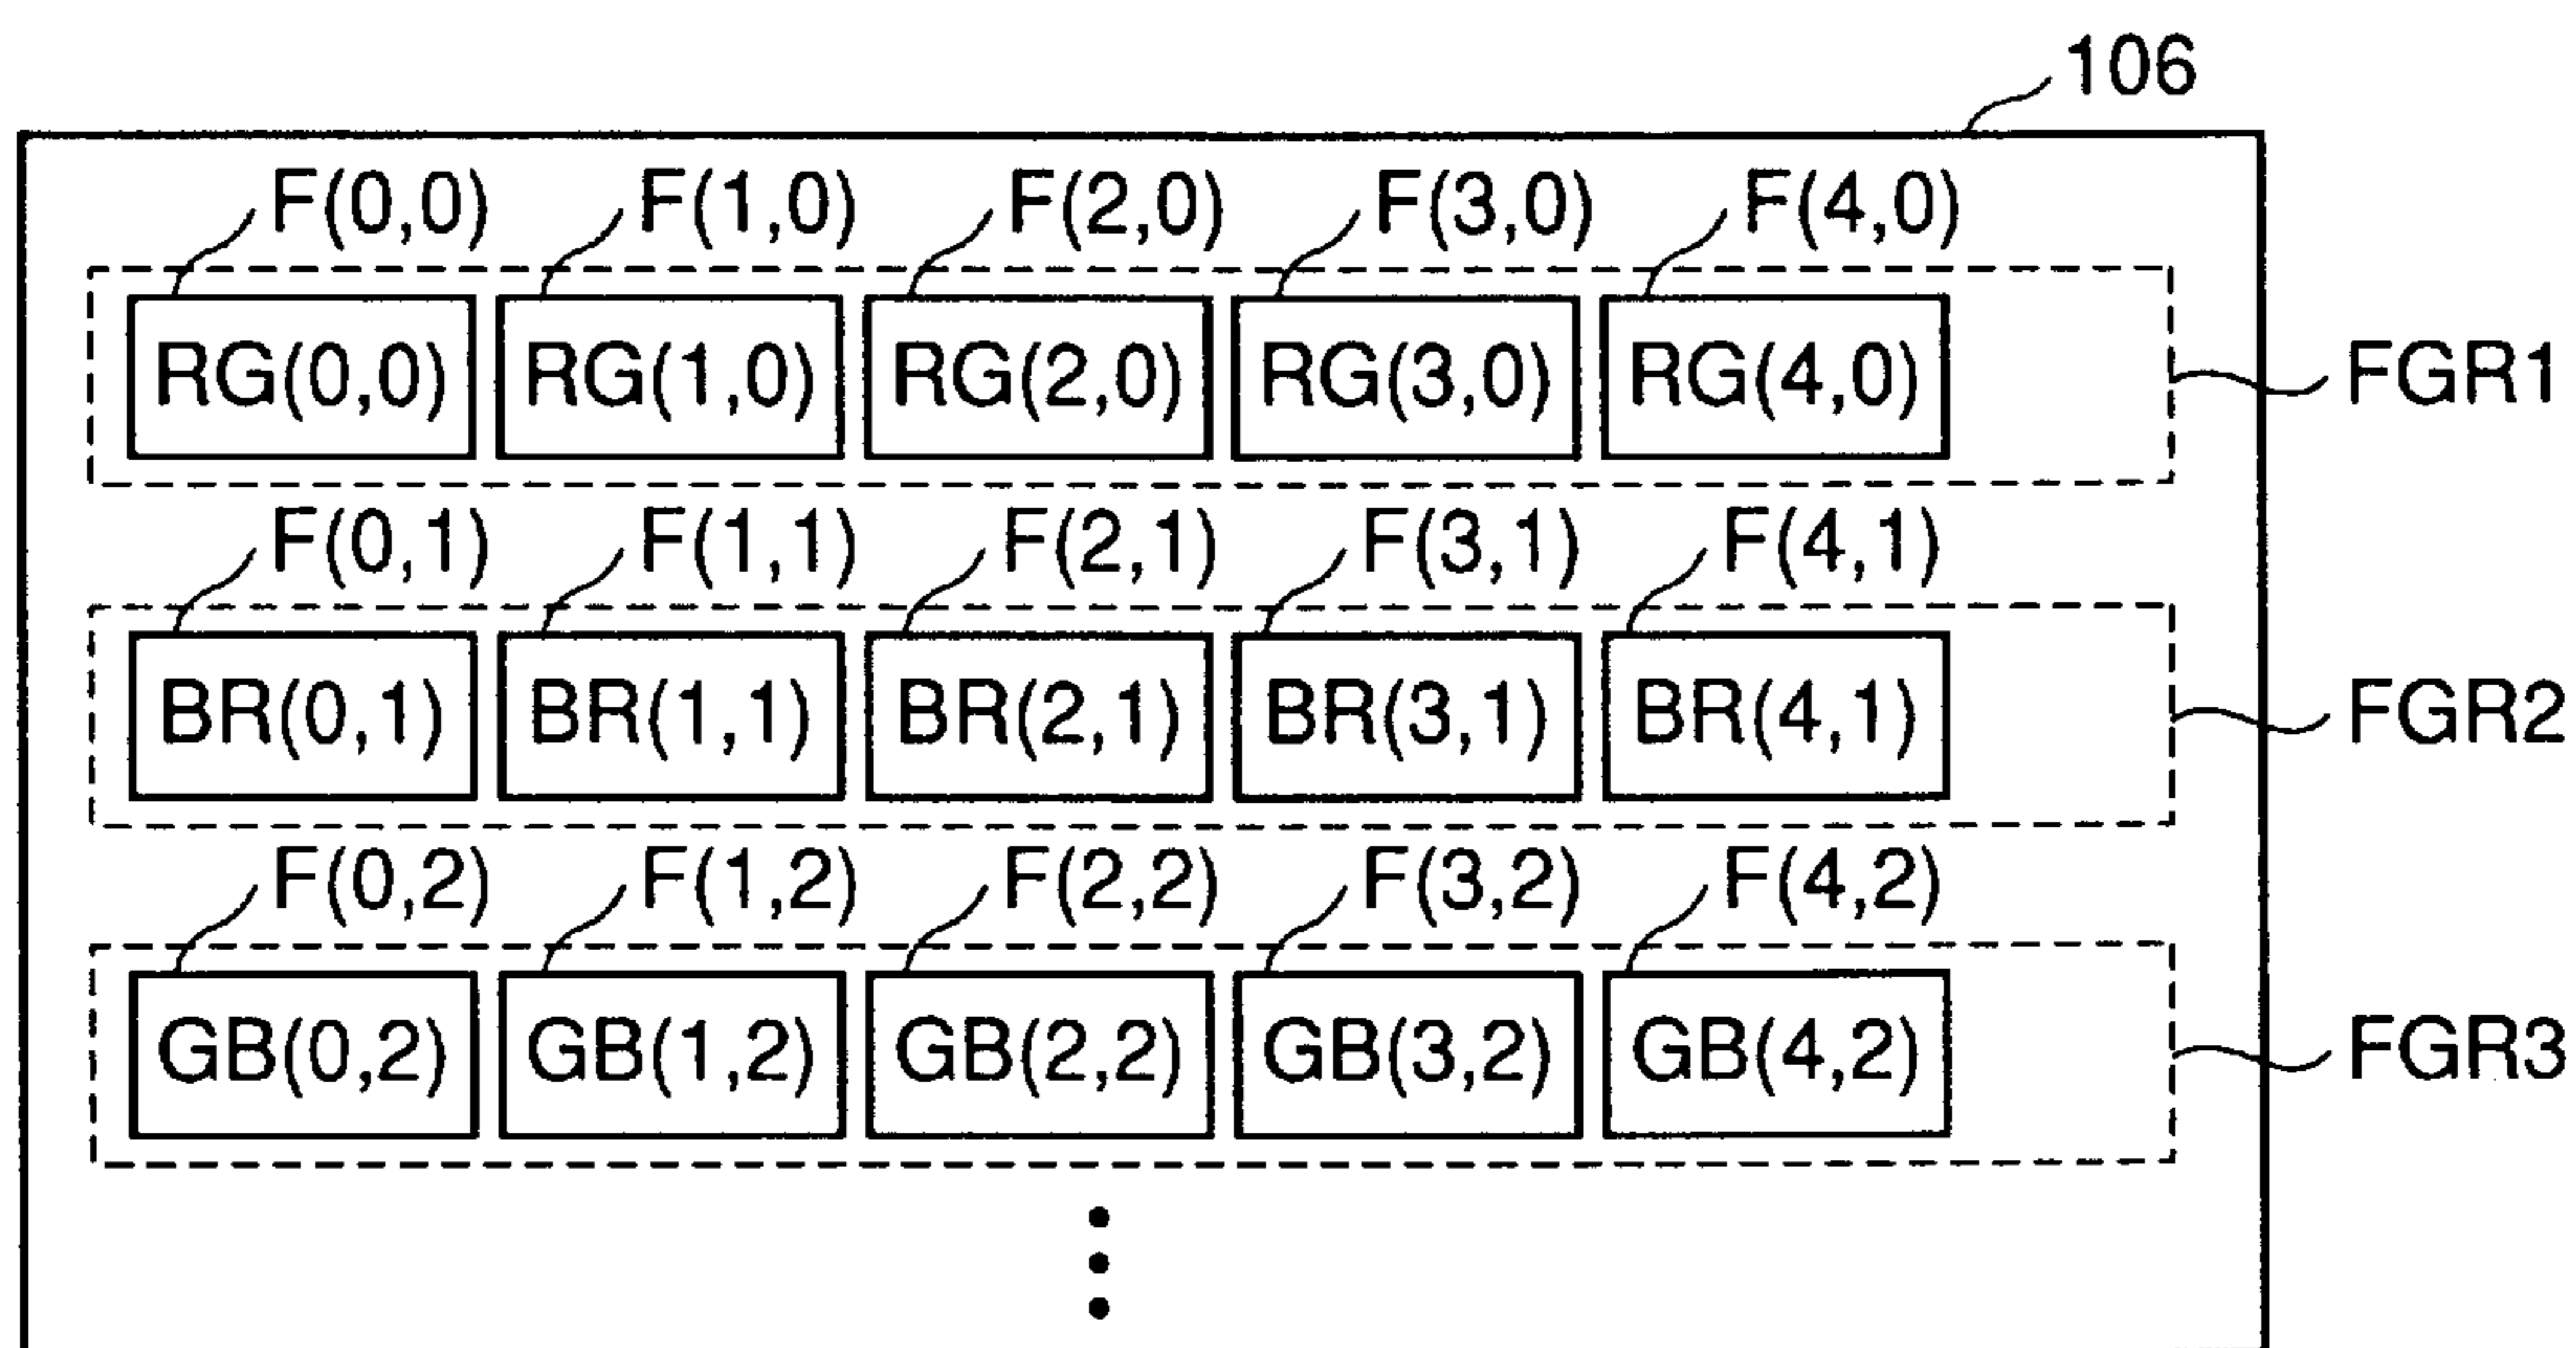 106
F(0,0) F(1,0) F(2,0) F(3,0) F(4,0)
RG(0,0) RG(1,0) RG(2,0) RG(3,0) RG(4,0) FGR1
F(0,1) F(1,1) F(2,1) F(3,1) F(4,1)
BR(0,1) BR(1,1) BR(2,1) BR(3,1) BR(4,1) FGR2
F(0,2) F(1,2) F(2,2) F(3,2) F(4,2)
GB(0,2) GB(1,2) GB(2,2) GB(3,2) GB(4,2) FGR3